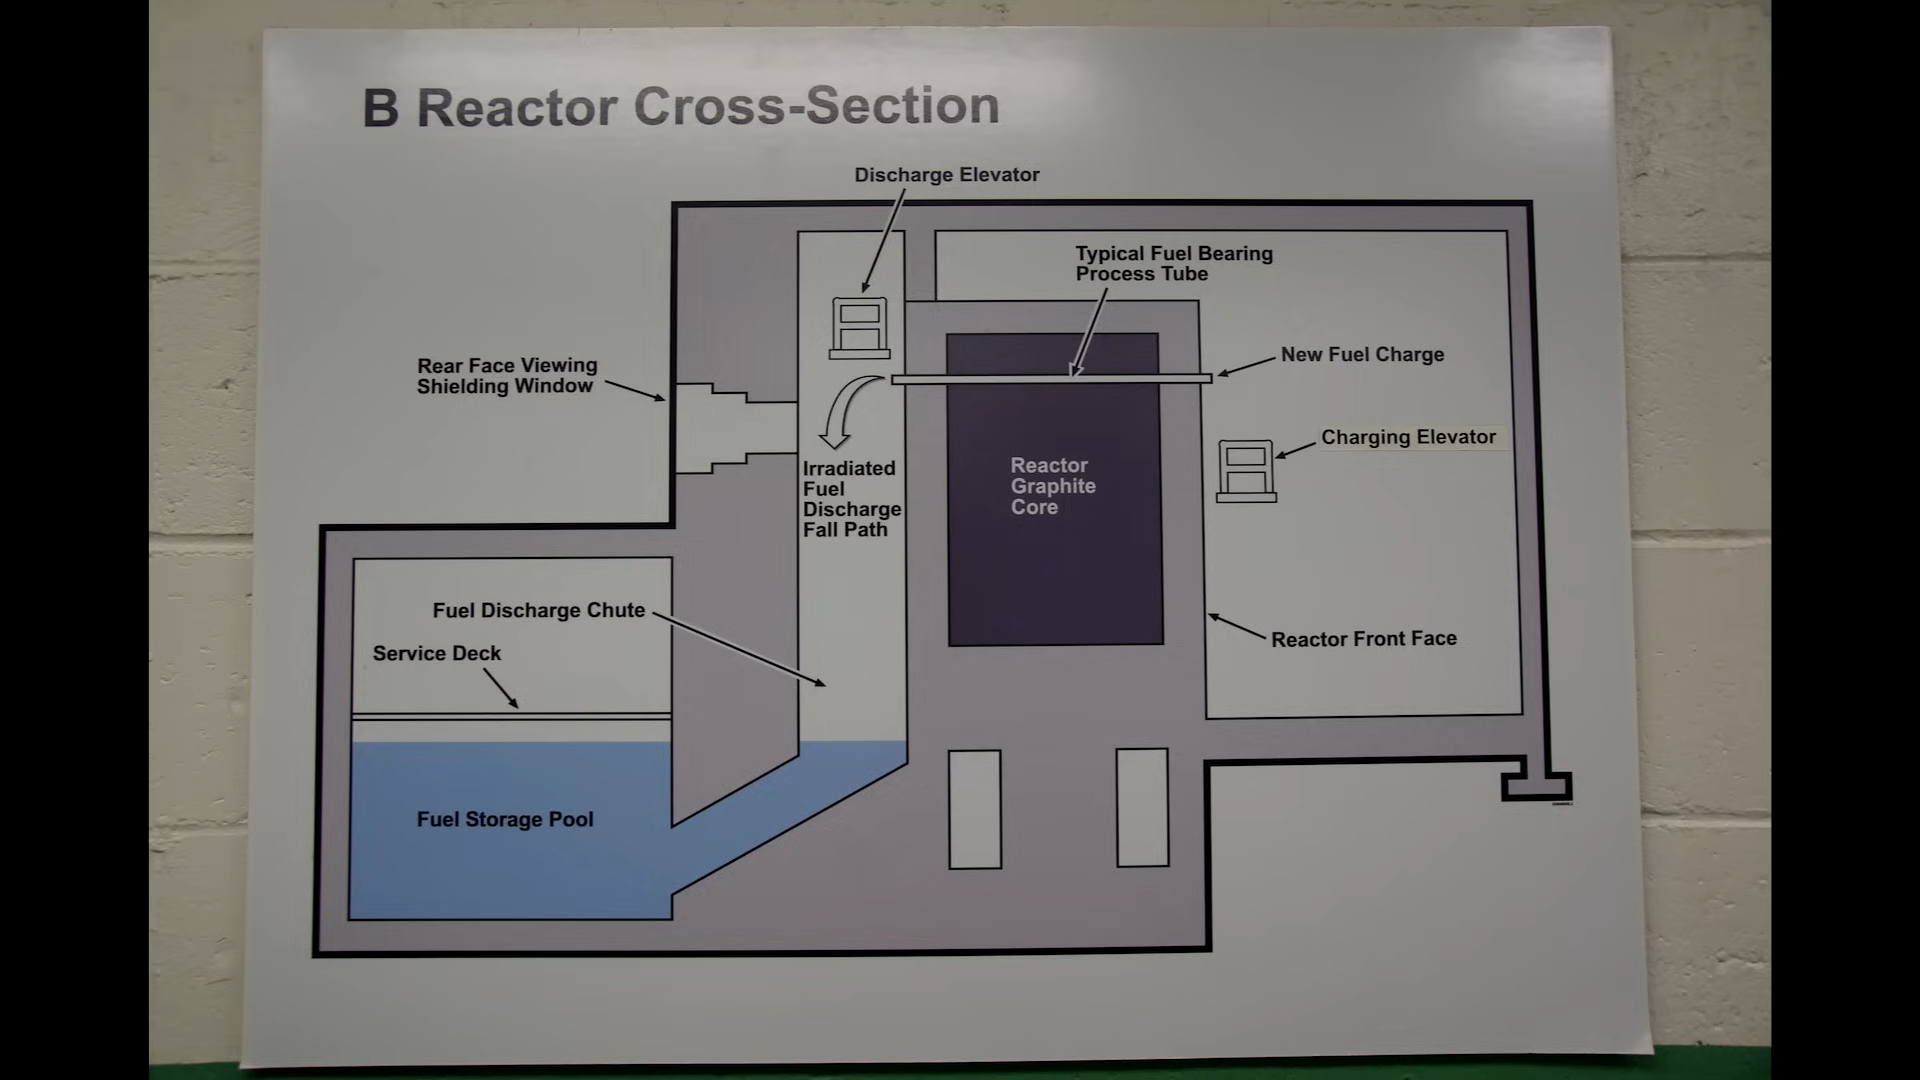 B Reactor Cross-Section
Discharge Elevator
Typical Fuel Bearing
Process Tube
New Fuel Charge
Rear Face Viewing
Shielding Window
Charging Elevator
Irradiated
Fuel
Discharge
Fall Path
Reactor
Graphite
Core
Fuel Discharge Chute
Reactor Front Face
Service Deck
Fuel Storage Pool